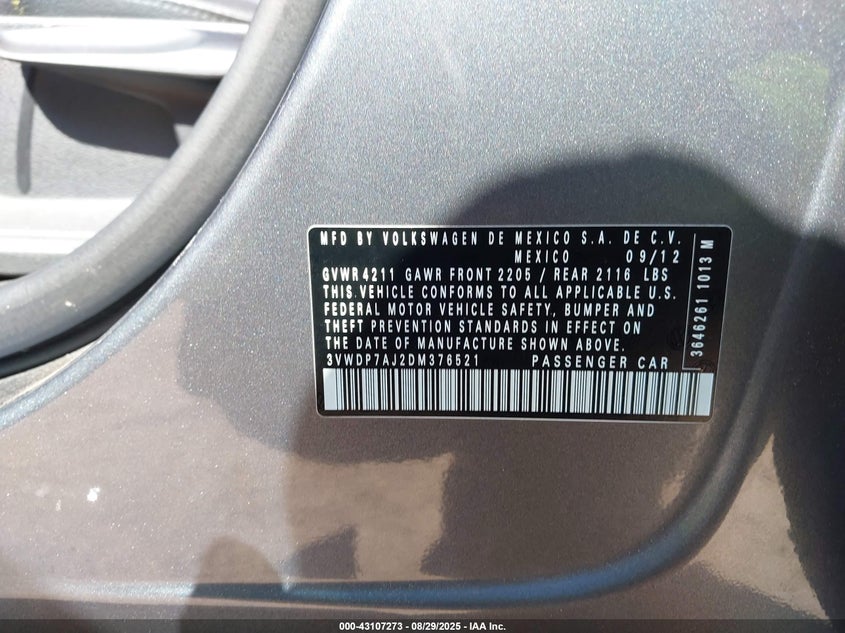 MFD BY VOLKSWAGEN DE MEXICO S.A. DE C.V.
MEXICO 09/12
GVWR 4211 GAWR FRONT 2205 / REAR 2116 LBS
THIS VEHICLE CONFORMS TO ALL APPLICABLE U.S.
FEDERAL MOTOR VEHICLE SAFETY, BUMPER AND
THEFT PREVENTION STANDARDS IN EFFECT ON
THE DATE OF MANUFACTURE SHOWN ABOVE.
3VWDP7AJ2DM376521 PASSENGER CAR
3646261 1013 M
000-43107273 - 08/29/2025 - IAA Inc.